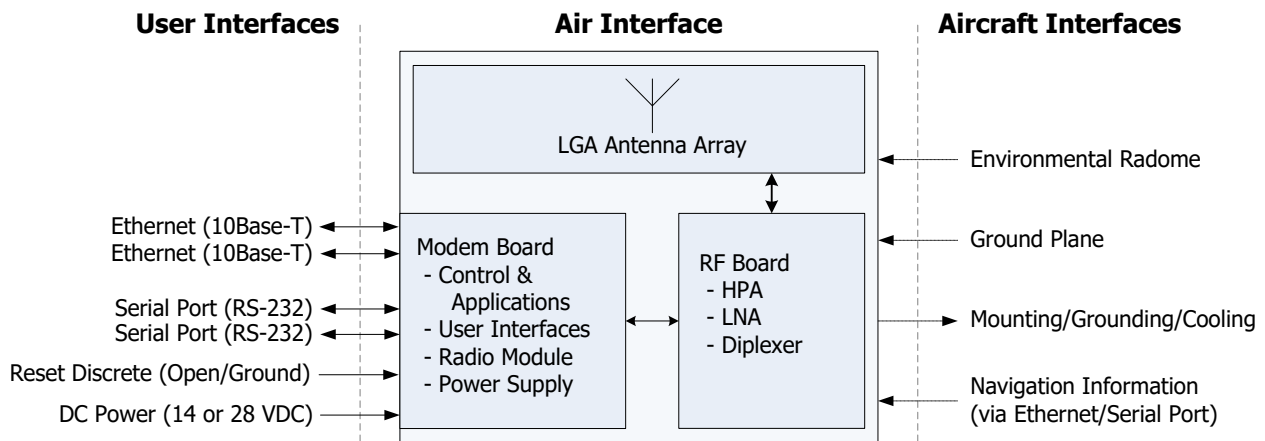 User Interfaces
Air Interface
Aircraft Interfaces
LGA Antenna Array
Ethernet (10Base-T)
Ethernet (10Base-T)
Serial Port (RS-232)
Serial Port (RS-232)
Reset Discrete (Open/Ground)
DC Power (14 or 28 VDC)
Modem Board
- Control &
Applications
- User Interfaces
- Radio Module
- Power Supply
RF Board
- HPA
- LNA
- Diplexer
Environmental Radome
Ground Plane
Mounting/Grounding/Cooling
Navigation Information
(via Ethernet/Serial Port)